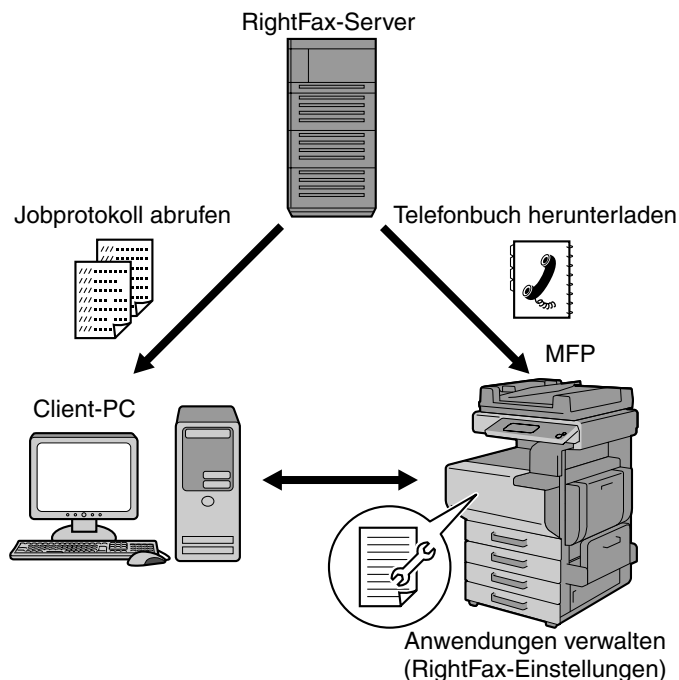 RightFax-Server
Jobprotokoll abrufen
Telefonbuch herunterladen
MFP
Client-PC
Anwendungen verwalten
(RightFax-Einstellungen)